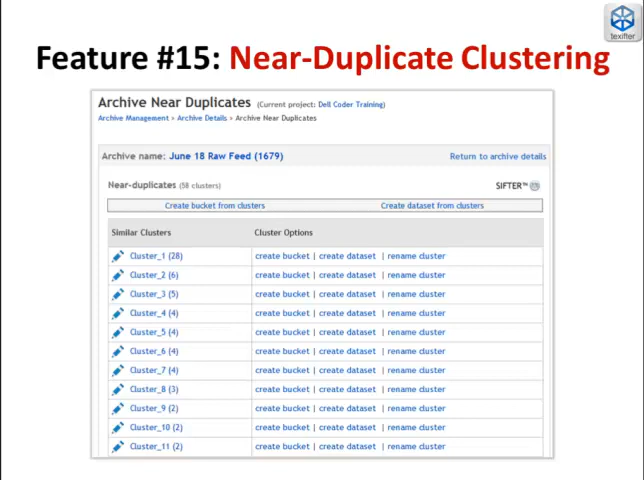 texifter
Feature #15: Near-Duplicate Clustering
Archive Near Duplicates (Current project: Dell Coder Training)
Archive Management > Archive Details > Archive Near Duplicates
Archive name: June 18 Raw Feed (1679) Return to archive details
Near-duplicates (58 clusters) SIFTER™
Create bucket from clusters Create dataset from clusters
Similar Clusters Cluster Options
Cluster_1 (28) create bucket | create dataset | rename cluster
Cluster_2 (6) create bucket | create dataset | rename cluster
Cluster_3 (5) create bucket | create dataset | rename cluster
Cluster_4 (4) create bucket | create dataset | rename cluster
Cluster_5 (4) create bucket | create dataset | rename cluster
Cluster_6 (4) create bucket | create dataset | rename cluster
Cluster_7 (4) create bucket | create dataset | rename cluster
Cluster_8 (3) create bucket | create dataset | rename cluster
Cluster_9 (2) create bucket | create dataset | rename cluster
Cluster_10 (2) create bucket | create dataset | rename cluster
Cluster_11 (2) create bucket | create dataset | rename cluster